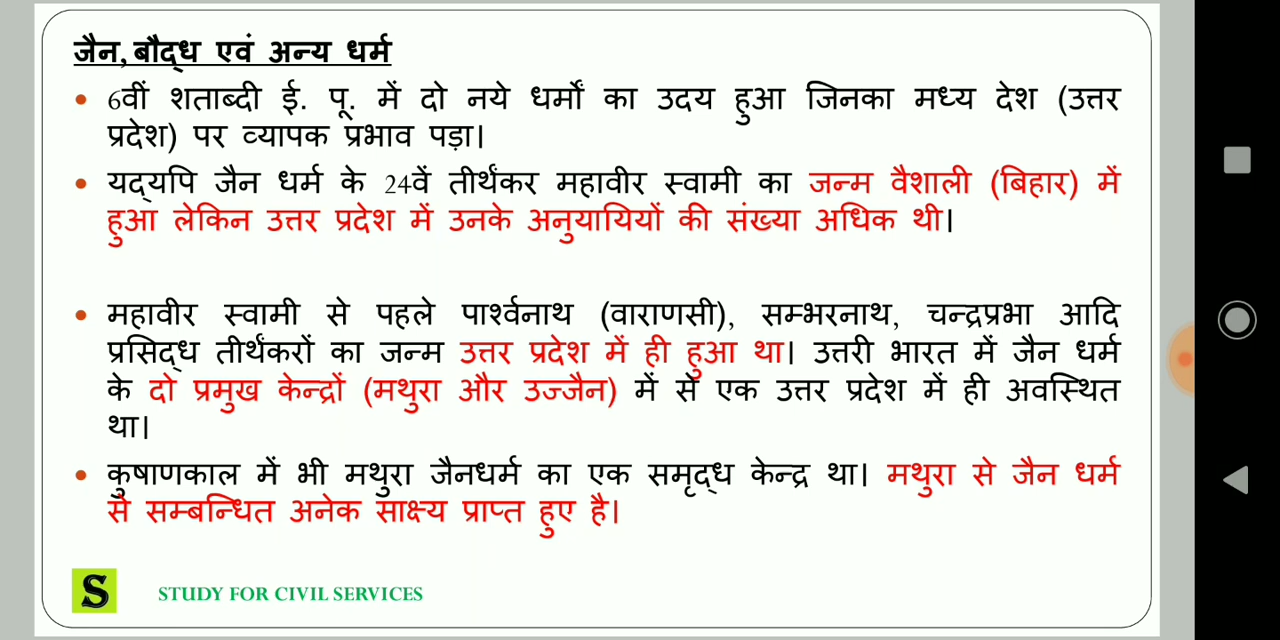 जैन, बौद्ध एवं अन्य धर्म
• 6वीं शताब्दी ई. पू. में दो नये धर्मों का उदय हुआ जिनका मध्य देश (उत्तर
प्रदेश) पर व्यापक प्रभाव पड़ा।
• यद्यपि जैन धर्म के 24वें तीर्थंकर महावीर स्वामी का जन्म वैशाली (बिहार) में
हुआ लेकिन उत्तर प्रदेश में उनके अनुयायियों की संख्या अधिक थी।
• महावीर स्वामी से पहले पार्श्वनाथ (वाराणसी), सम्भरनाथ, चन्द्रप्रभा आदि
प्रसिद्ध तीर्थंकरों का जन्म उत्तर प्रदेश में ही हुआ था। उत्तरी भारत में जैन धर्म
के दो प्रमुख केन्द्रों (मथुरा और उज्जैन) में से एक उत्तर प्रदेश में ही अवस्थित
था।
• कुषाणकाल में भी मथुरा जैनधर्म का एक समृद्ध केन्द्र था। मथुरा से जैन धर्म
से सम्बन्धित अनेक साक्ष्य प्राप्त हुए है।
S STUDY FOR CIVIL SERVICES